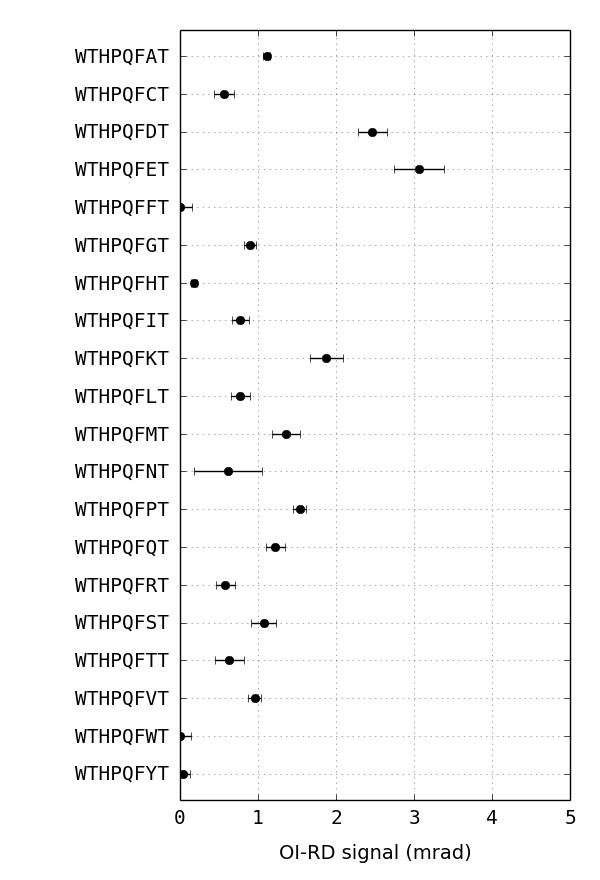 WTHPQFAT
WTHPQFCT
WTHPQFDT
WTHPQFET
WTHPQFFT
WTHPQFGT
WTHPQFHT
WTHPQFIT
WTHPQFKT
WTHPQFLT
WTHPQFMT
WTHPQFNT
WTHPQFPT
WTHPQFQT
WTHPQFRT
WTHPQFST
WTHPQFTT
WTHPQFVT
WTHPQFWT
WTHPQFYT
0 1 2 3 4 5
OI-RD signal (mrad)